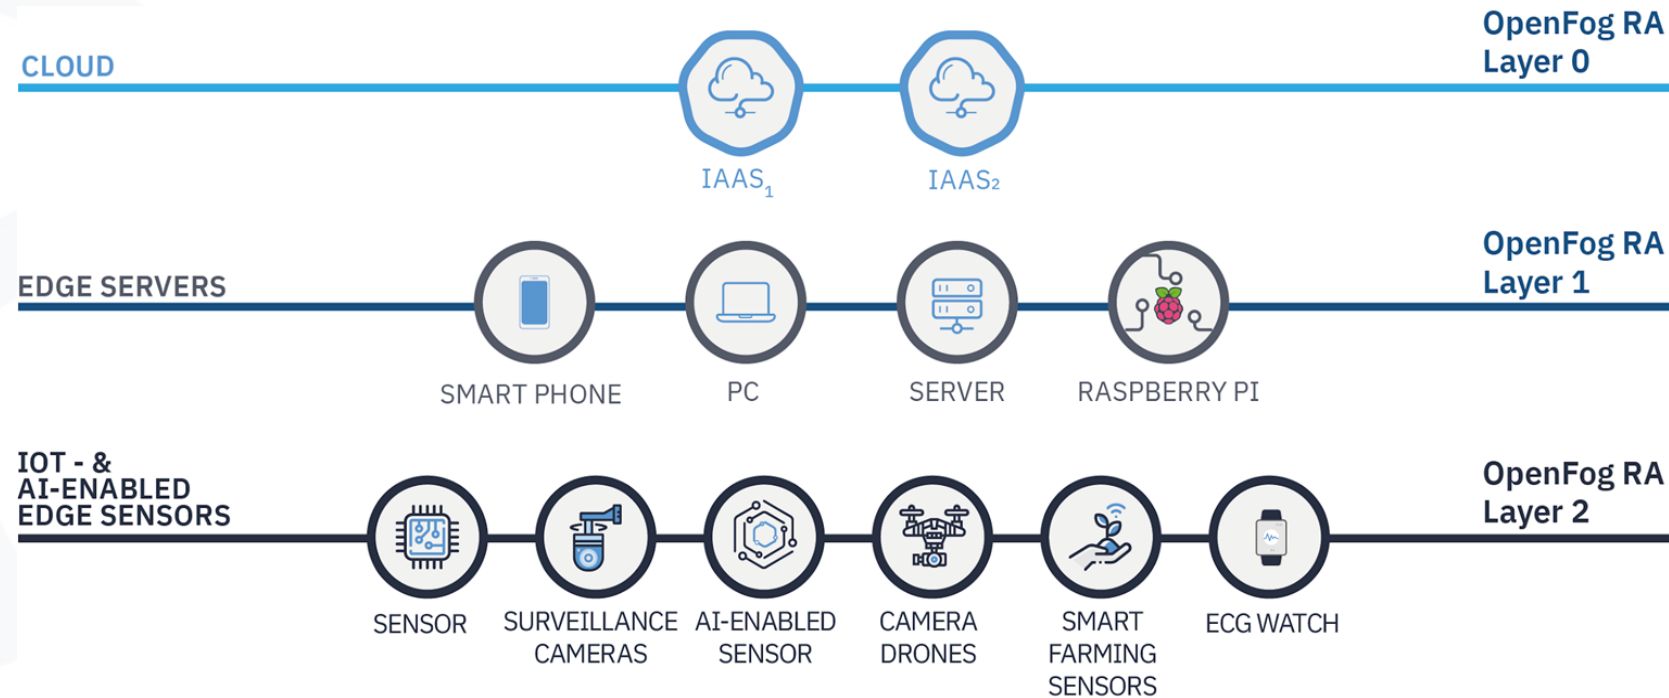 CLOUD
OpenFog RA
Layer 0
IAAS₁
IAAS₂
EDGE SERVERS
OpenFog RA
Layer 1
SMART PHONE
PC
SERVER
RASPBERRY PI
IOT - &
AI-ENABLED
EDGE SENSORS
OpenFog RA
Layer 2
SENSOR
SURVEILLANCE
CAMERAS
AI-ENABLED
SENSOR
CAMERA
DRONES
SMART
FARMING
SENSORS
ECG WATCH